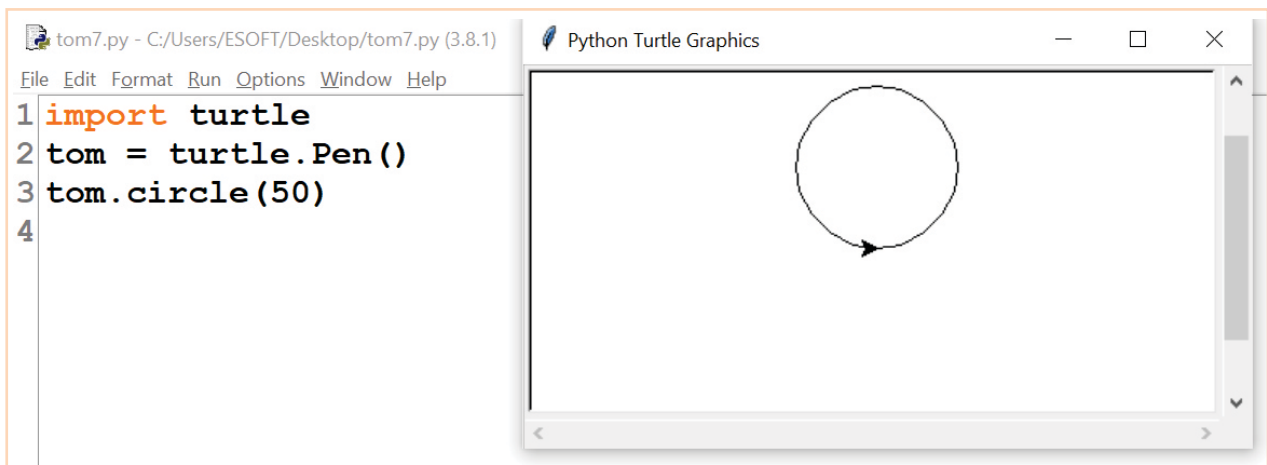 tom7.py - C:/Users/ESOFT/Desktop/tom7.py (3.8.1)
File Edit Format Run Options Window Help
1 import turtle
2 tom = turtle.Pen()
3 tom.circle(50)
4
Python Turtle Graphics